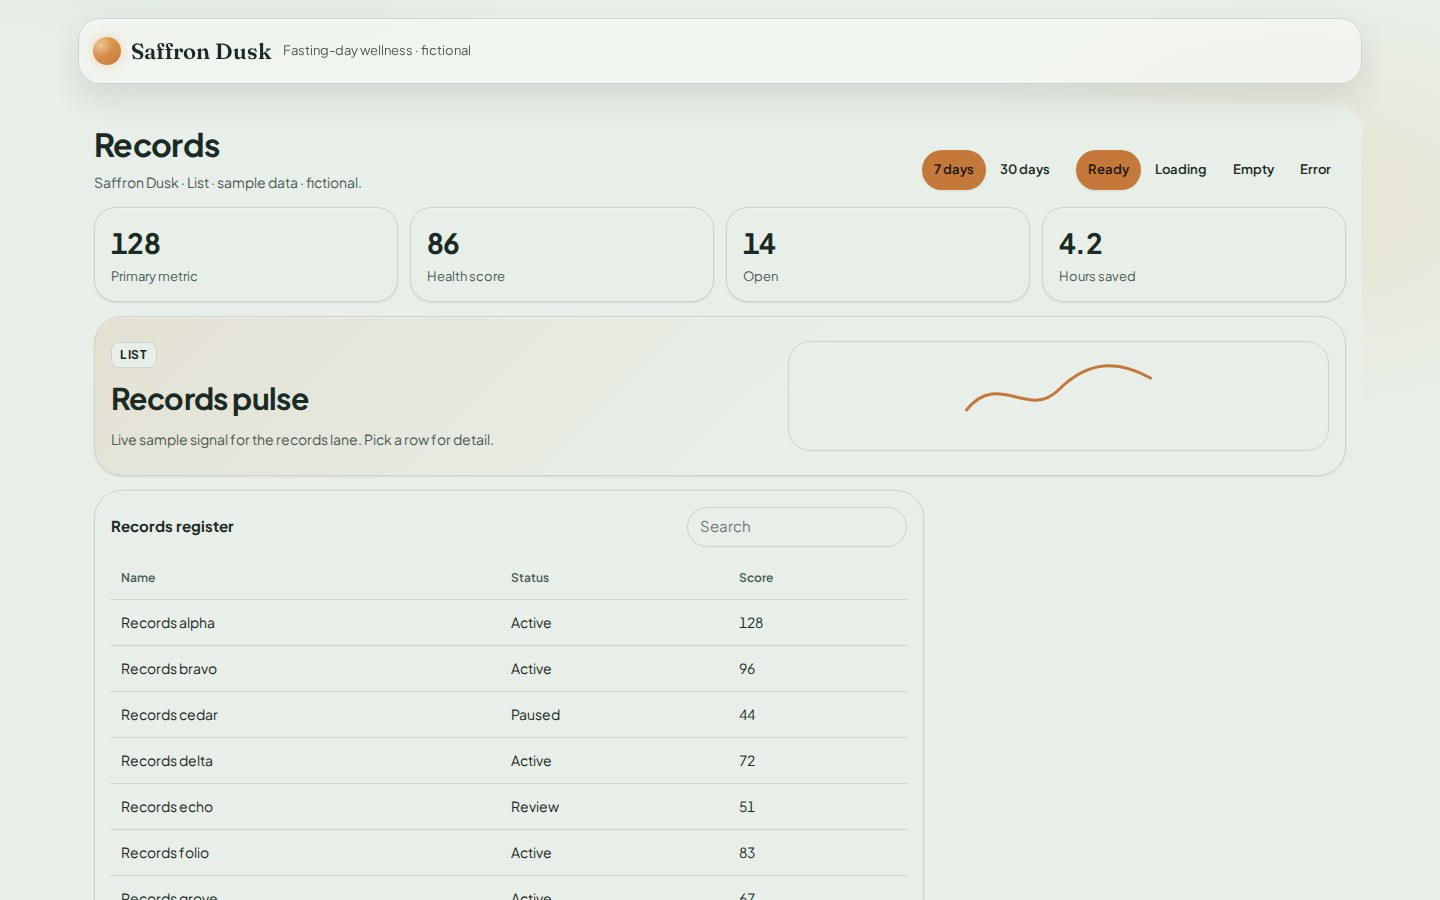 Saffron Dusk Fasting-day wellness · fictional
Records
Saffron Dusk · List · sample data · fictional.
7 days 30 days Ready Loading Empty Error
128 86 14 4.2
Primary metric Health score Open Hours saved
LIST
Records pulse
Live sample signal for the records lane. Pick a row for detail.
Records register Search
Name Status Score
Records alpha Active 128
Records bravo Active 96
Records cedar Paused 44
Records delta Active 72
Records echo Review 51
Records folio Active 83
Records grove Active 67